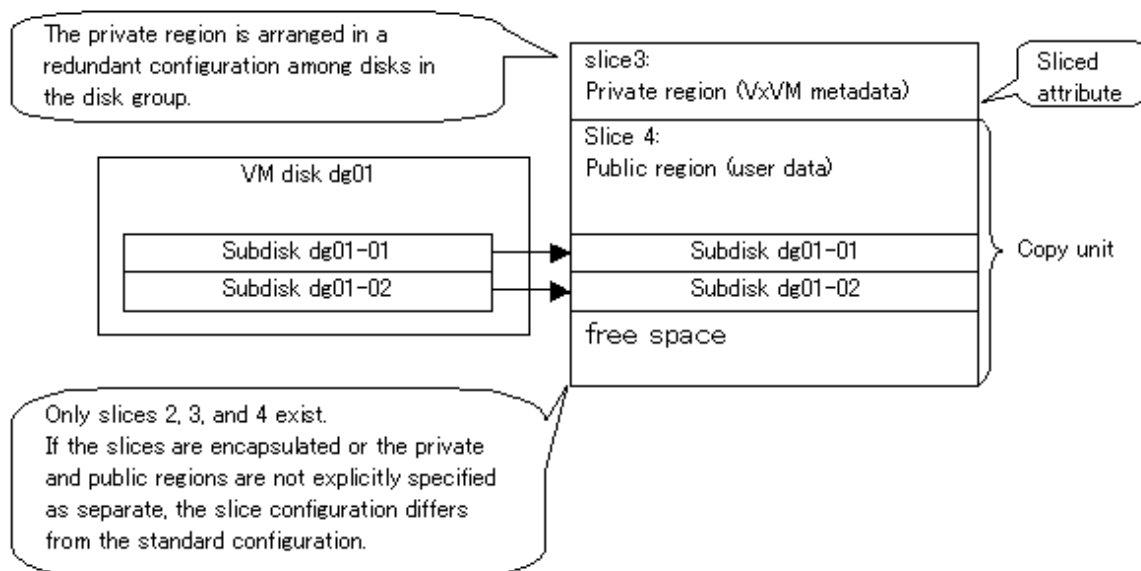 The private region is arranged in a
redundant configuration among disks in
the disk group.
slice3:
Private region (VxVM metadata)
Sliced
attribute
Slice 4:
Public region (user data)
VM disk dg01
Subdisk dg01-01
Subdisk dg01-02
Subdisk dg01-01
Subdisk dg01-02
free space
Copy unit
Only slices 2, 3, and 4 exist.
If the slices are encapsulated or the private
and public regions are not explicitly specified
as separate, the slice configuration differs
from the standard configuration.